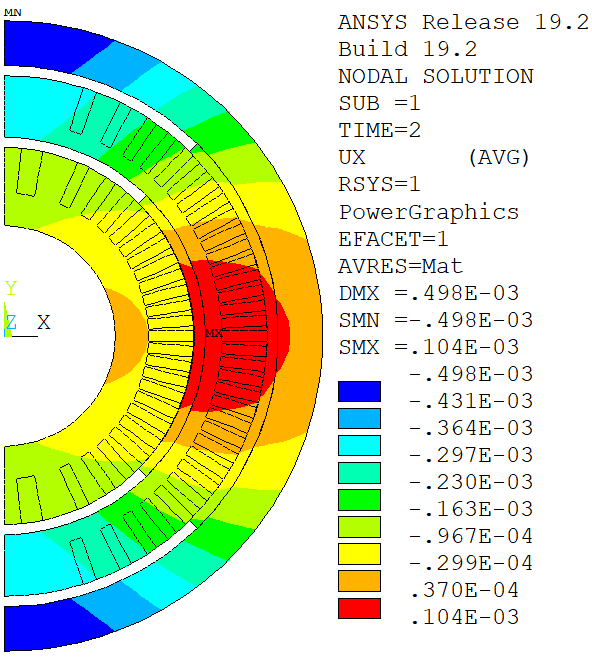 MN
ANSYS Release 19.2
Build 19.2
NODAL SOLUTION
SUB =1
TIME=2
UX (AVG)
RSYS=1
PowerGraphics
EFACET=1
AVRES=Mat
DMX =.498E-03
SMN =-.498E-03
SMX =.104E-03
-.498E-03
-.431E-03
-.364E-03
-.297E-03
-.230E-03
-.163E-03
-.967E-04
-.299E-04
.370E-04
.104E-03
Y
Z X
MX